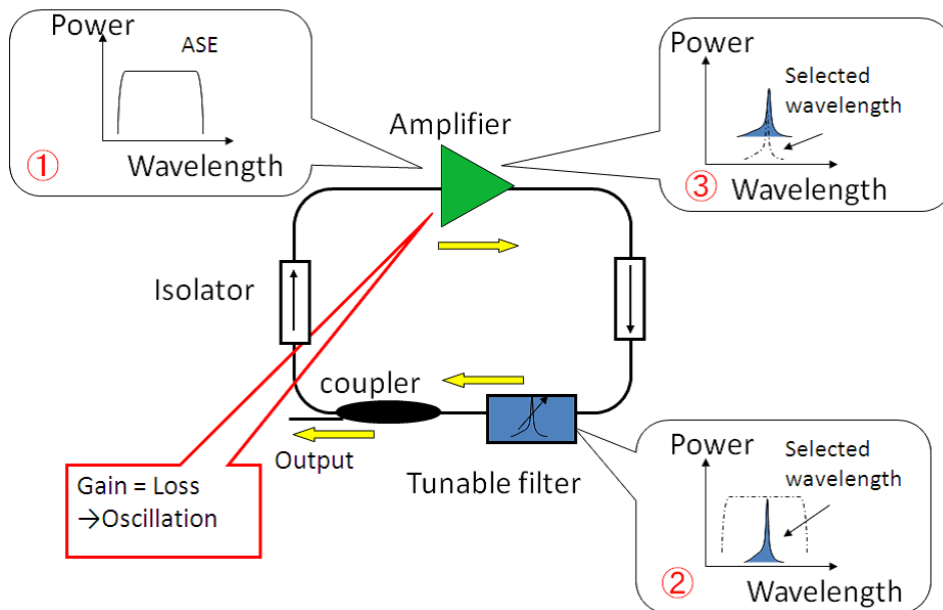 Power
ASE
Wavelength
①
Amplifier
Power
Selected
wavelength
③
Wavelength
Isolator
coupler
Output
Tunable filter
Gain = Loss
→Oscillation
Power
Selected
wavelength
②
Wavelength